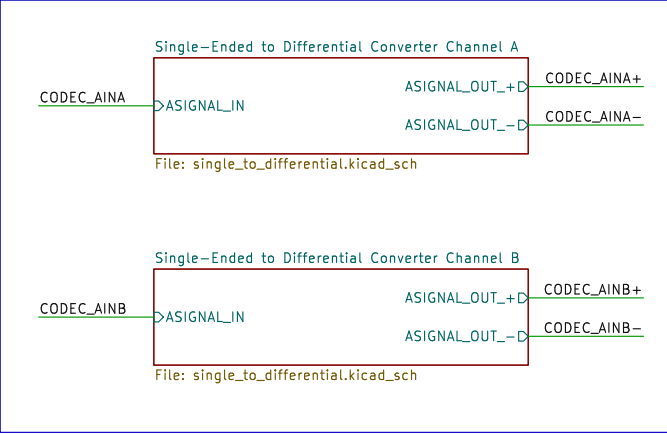 Single-Ended to Differential Converter Channel A
CODEC_AINA
ASIGNAL_IN
ASIGNAL_OUT_+
CODEC_AINA+
ASIGNAL_OUT_-
CODEC_AINA-
File: single_to_differential.kicad_sch
Single-Ended to Differential Converter Channel B
CODEC_AINB
ASIGNAL_IN
ASIGNAL_OUT_+
CODEC_AINB+
ASIGNAL_OUT_-
CODEC_AINB-
File: single_to_differential.kicad_sch